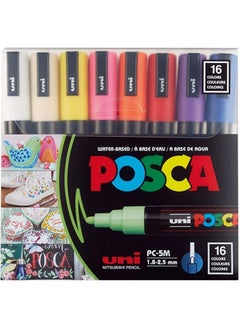 uni
uni
uni
uni
uni
uni
uni
16
COLORS
COULEURS
COLORES
WATER-BASED / À BASE D'EAU / A BASE DE AGUA
POSCA
uni POSCA
uni
MITSUBISHI PENCIL
PC-5M
1.8-2.5 mm
16
COLORS
COULEURS
COLORES
POSCA